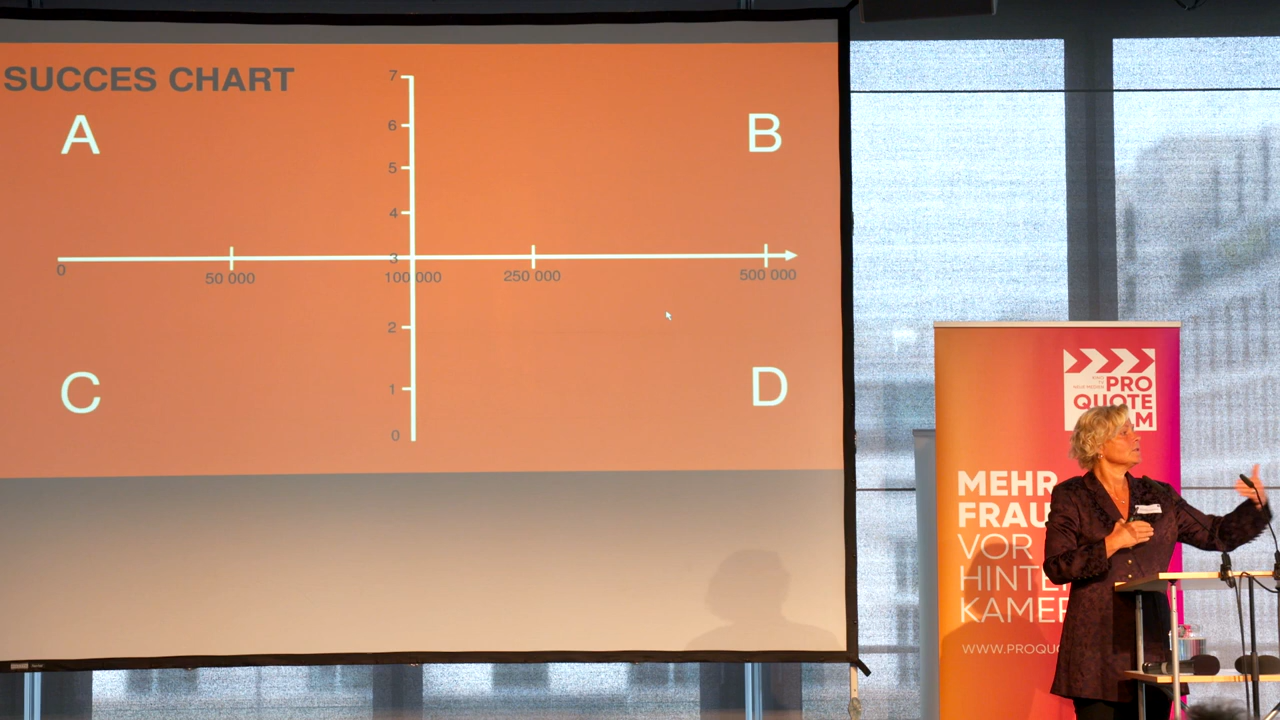 SUCCES CHART
A
B
7
6
5
4
3
0
50 000
100 000
250 000
500 000
2
1
0
C
D
PRO
QUOTE
MEHR
FRAU
VOR
HINTE
KAMER
WWW.PROQUO